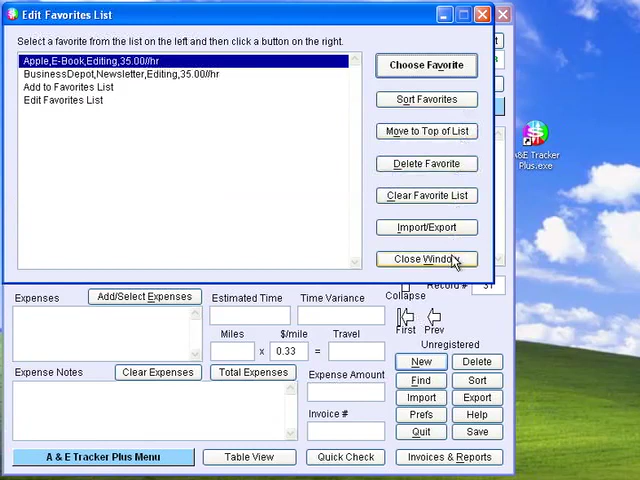 Edit Favorites List
Select a favorite from the list on the left and then click a button on the right.
Apple,E-Book,Editing,35.00//hr
BusinessDepot,Newsletter,Editing,35.00//hr
Add to Favorites List
Edit Favorites List
Choose Favorite
Sort Favorites
Move to Top of List
Delete Favorite
Clear Favorite List
Import/Export
Close Window
A&E Tracker
Plus.exe
Expenses
Add/Select Expenses
Estimated Time
Time Variance
Collapse
Record #
31
First
Prev
Miles
$/mile
Travel
x
0.33
=
Unregistered
Expense Notes
Clear Expenses
Total Expenses
Expense Amount
Invoice #
New
Delete
Find
Sort
Import
Export
Prefs
Help
Quit
Save
A & E Tracker Plus Menu
Table View
Quick Check
Invoices & Reports